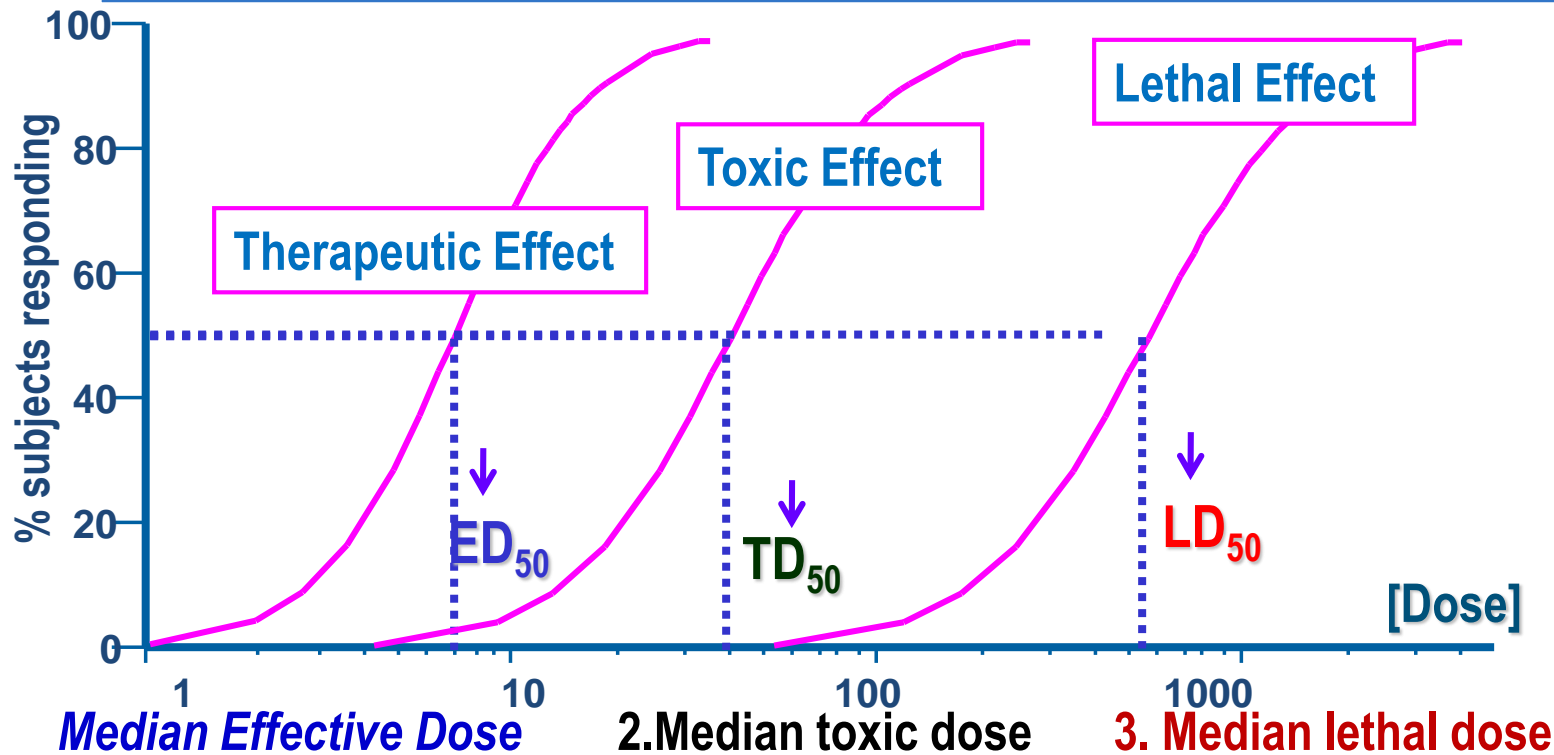 100
80
60
40
20
0
% subjects responding
Therapeutic Effect
Toxic Effect
Lethal Effect
ED50
TD50
LD50
[Dose]
1 10 100 1000
Median Effective Dose 2.Median toxic dose 3. Median lethal dose